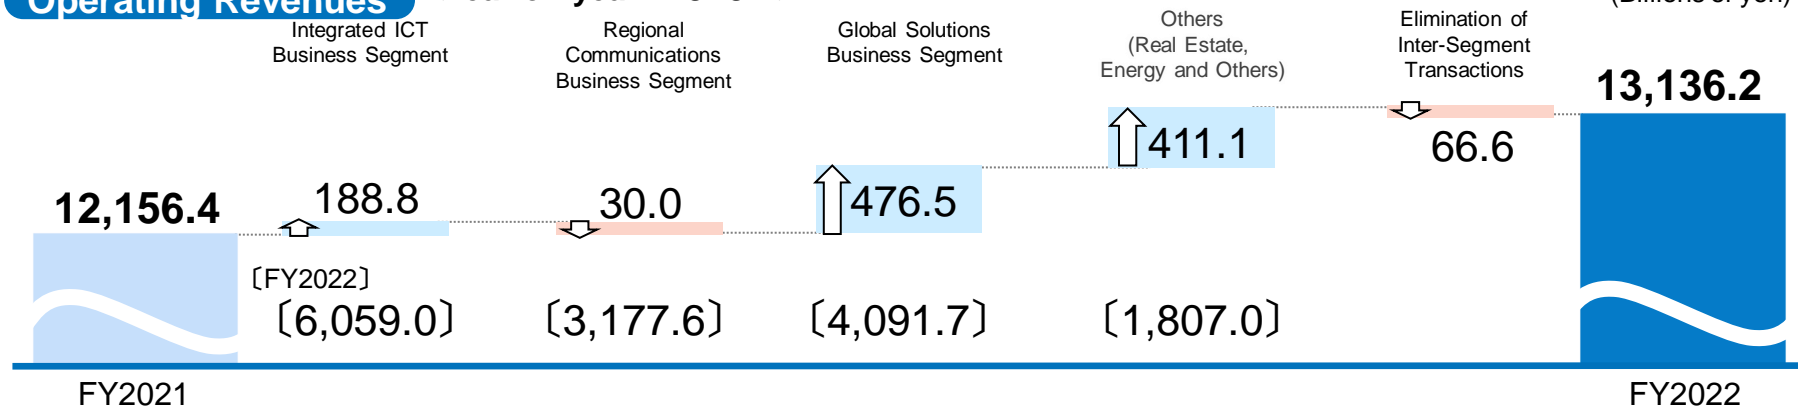 Operating Revenues
Integrated ICT
Business Segment
Regional
Communications
Business Segment
Global Solutions
Business Segment
Others
(Real Estate,
Energy and Others)
Elimination of
Inter-Segment
Transactions
12,156.4
188.8
30.0
476.5
411.1
66.6
13,136.2
〔FY2022〕
〔6,059.0〕
〔3,177.6〕
〔4,091.7〕
〔1,807.0〕
FY2021
FY2022